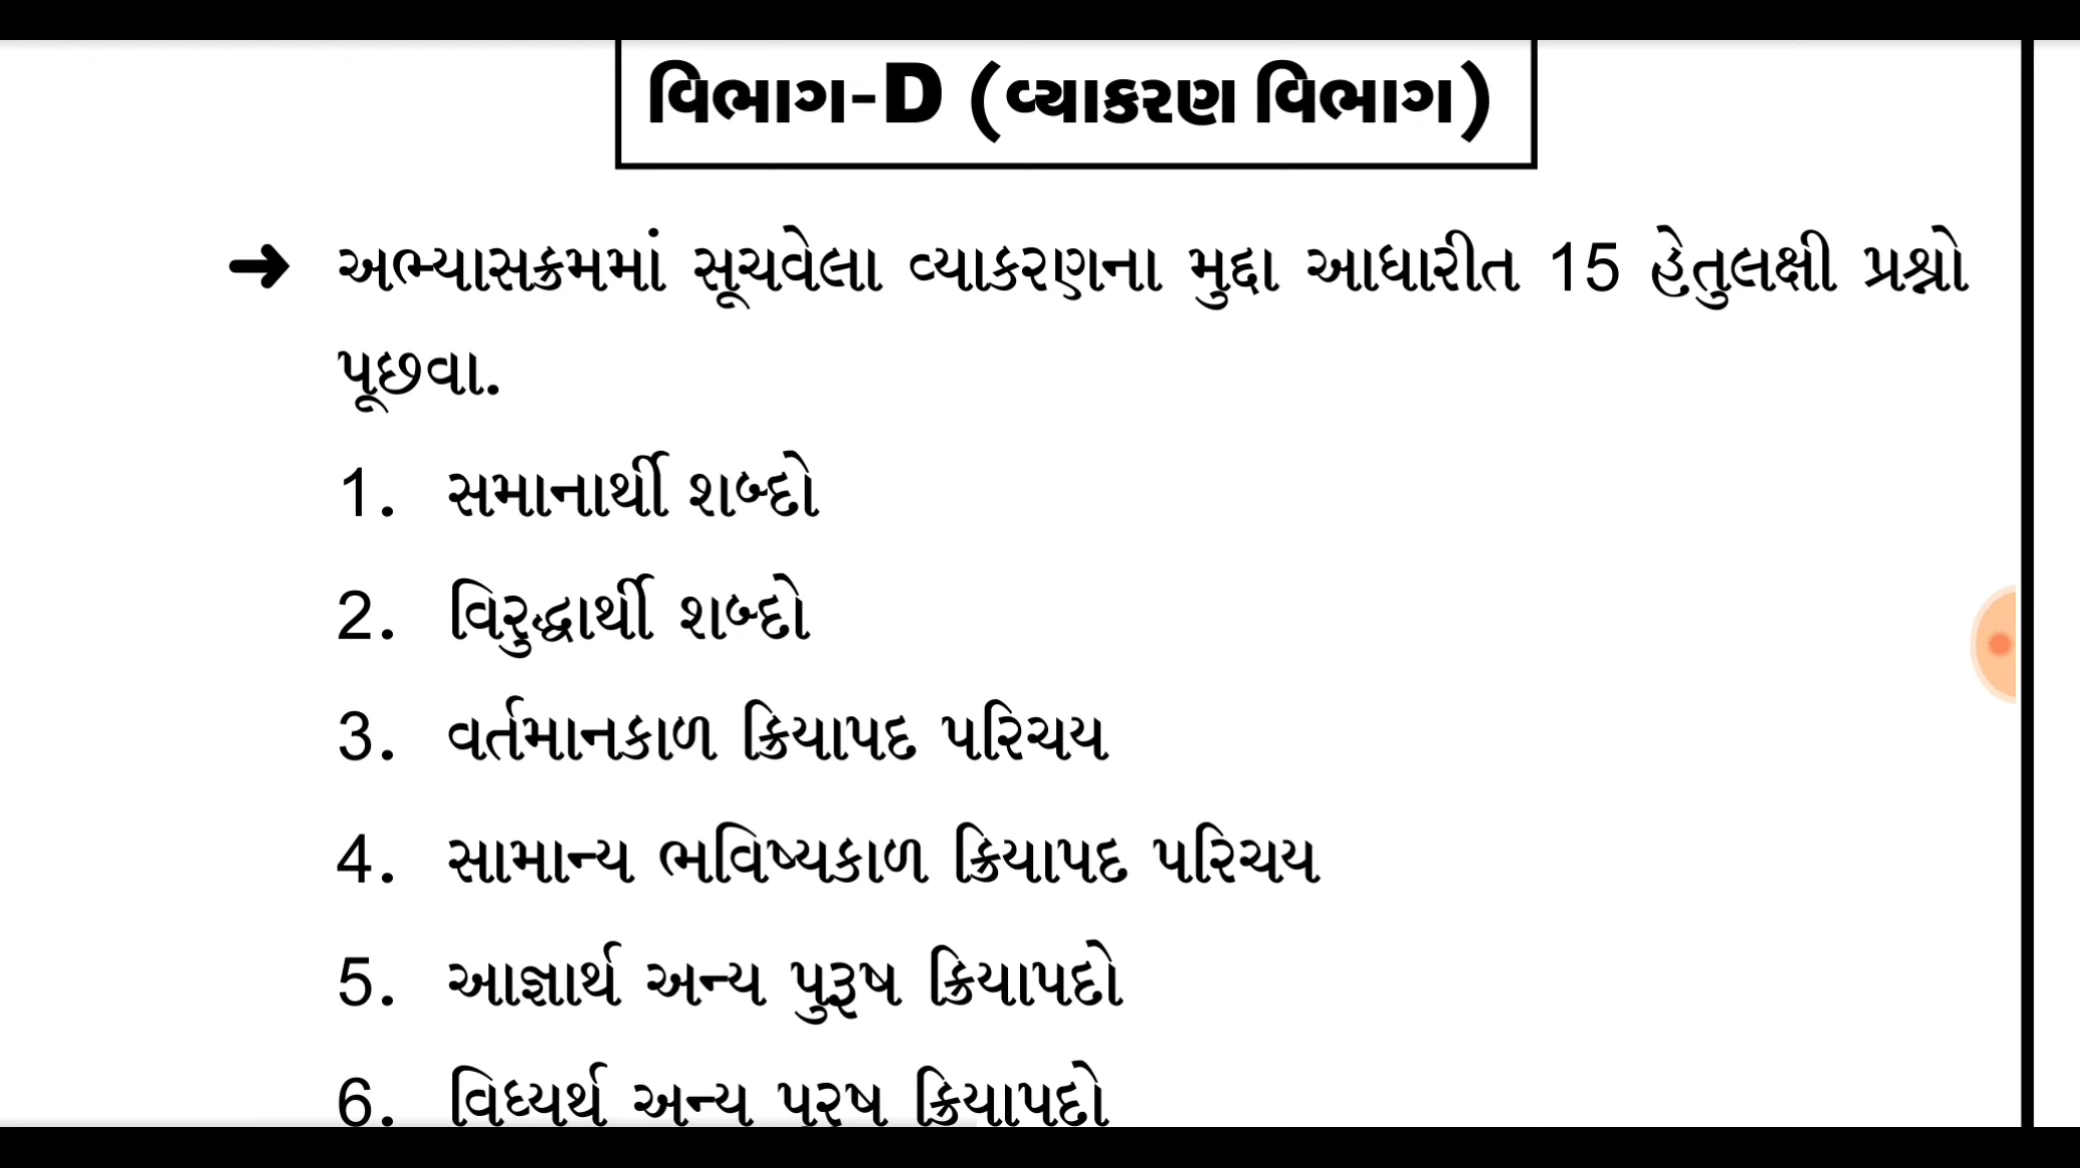 વિભાગ-D (વ્યાકરણ વિભાગ)
➔ અભ્યાસક્રમમાં સૂચવેલા વ્યાકરણના મુદ્દા આધારીત 15 હેતુલક્ષી પ્રશ્નો
પૂછવા.
1. સમાનાર્થી શબ્દો
2. વિરુદ્ધાર્થી શબ્દો
3. વર્તમાનકાળ ક્રિયાપદ પરિચય
4. સામાન્ય ભવિષ્યકાળ ક્રિયાપદ પરિચય
5. આજ્ઞાર્થ અન્ય પુરૂષ ક્રિયાપદો
6. વિધ્યર્થ અન્ય પુરૂષ ક્રિયાપદો